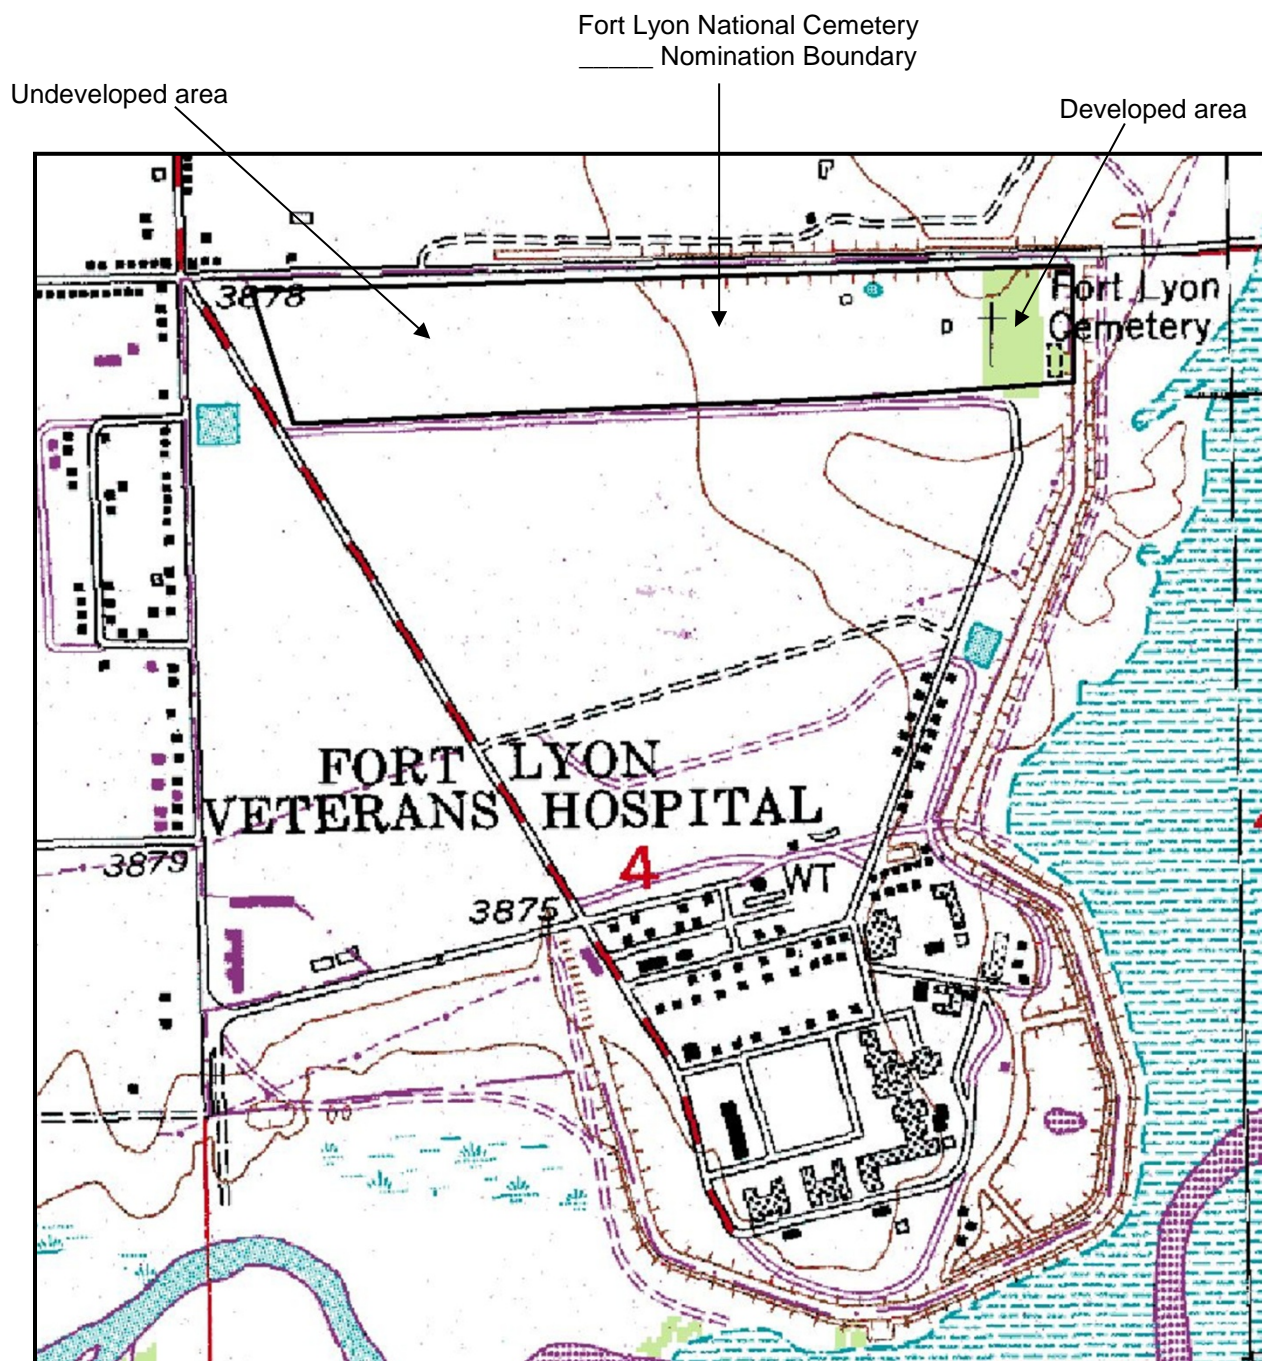 Fort Lyon National Cemetery
_____ Nomination Boundary
Undeveloped area
Developed area
3878
Fort Lyon
Cemetery
FORT LYON
VETERANS HOSPITAL
3879
4
WT
3875